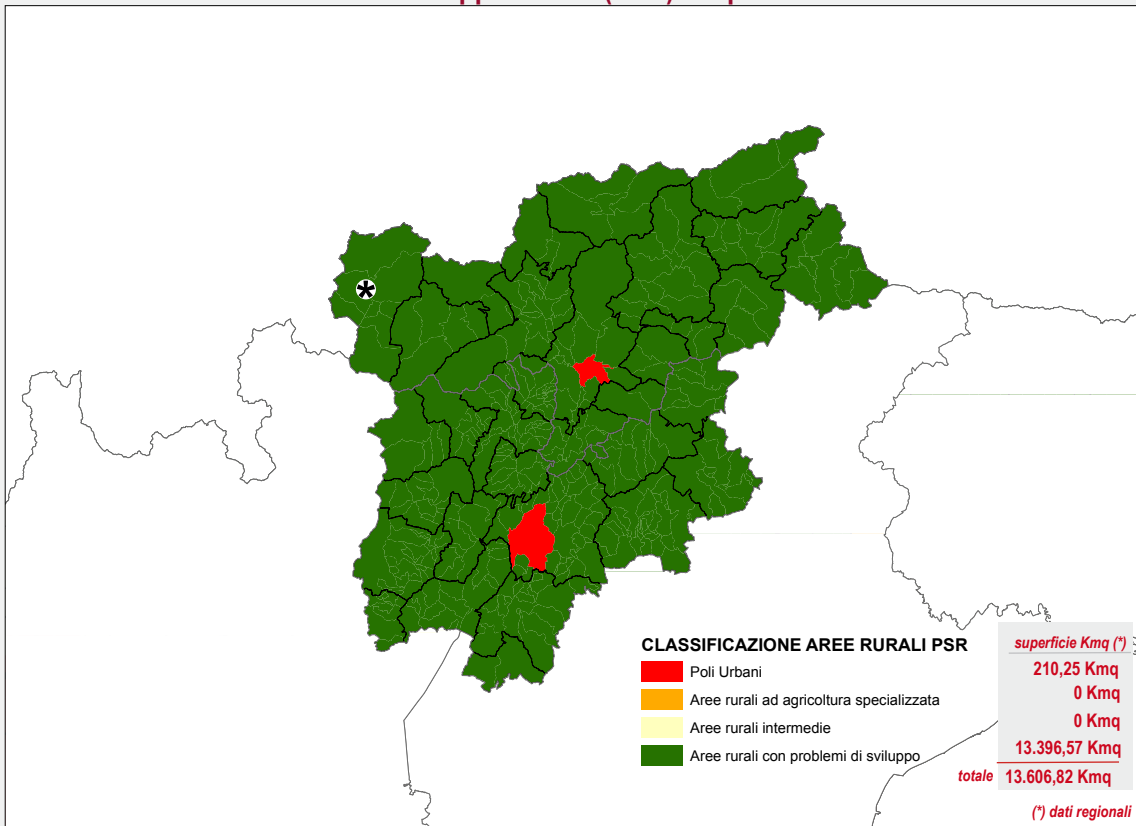 CLASSIFICAZIONE AREE RURALI PSR
superficie Kmq (*)
Poli Urbani
210,25 Kmq
Aree rurali ad agricoltura specializzata
0 Kmq
Aree rurali intermedie
0 Kmq
Aree rurali con problemi di sviluppo
13.396,57 Kmq
totale 13.606,82 Kmq
(*) dati regionali
*